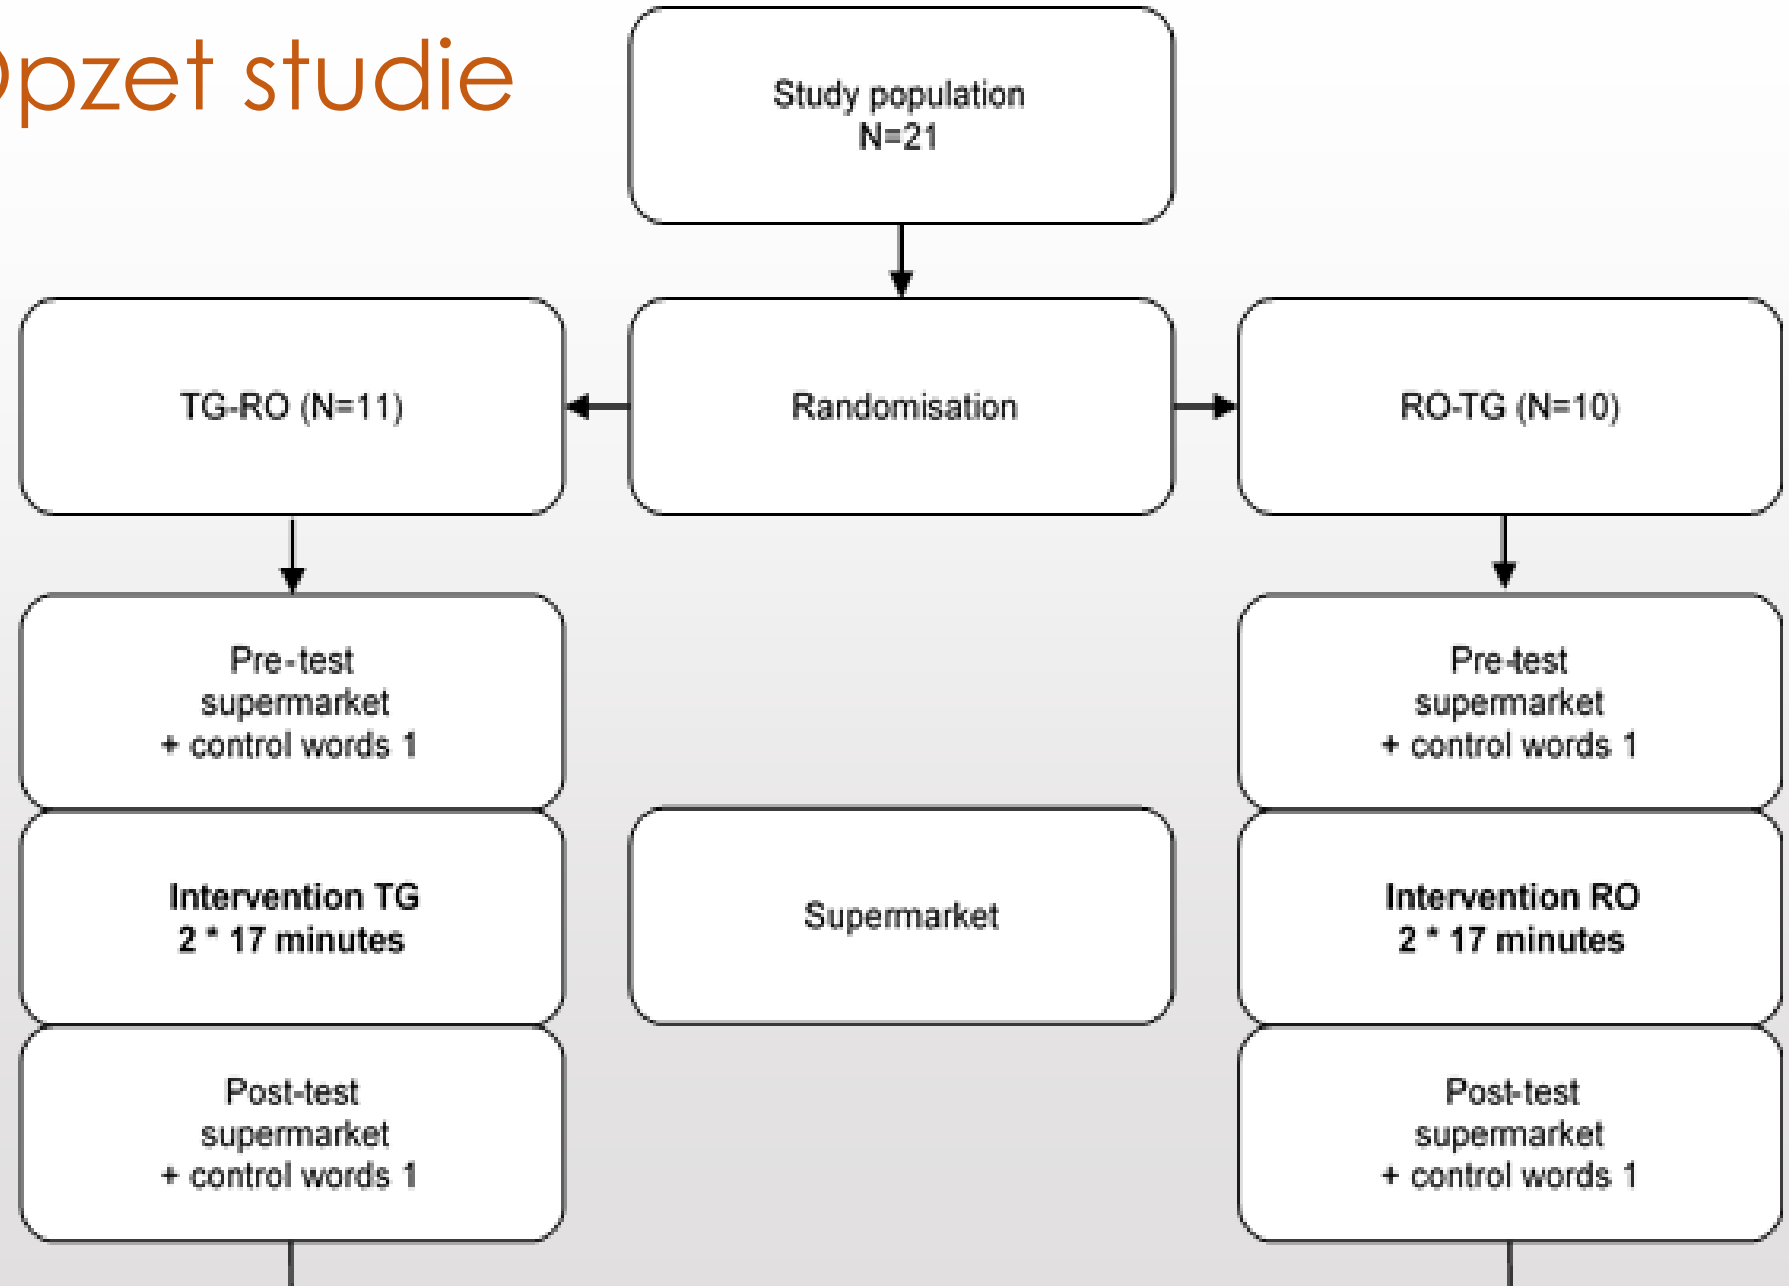 Opzet studie
Study population
N=21
TG-RO (N=11)
Randomisation
RO-TG (N=10)
Pre-test
supermarket
+ control words 1
Pre-test
supermarket
+ control words 1
Intervention TG
2 * 17 minutes
Supermarket
Intervention RO
2 * 17 minutes
Post-test
supermarket
+ control words 1
Post-test
supermarket
+ control words 1